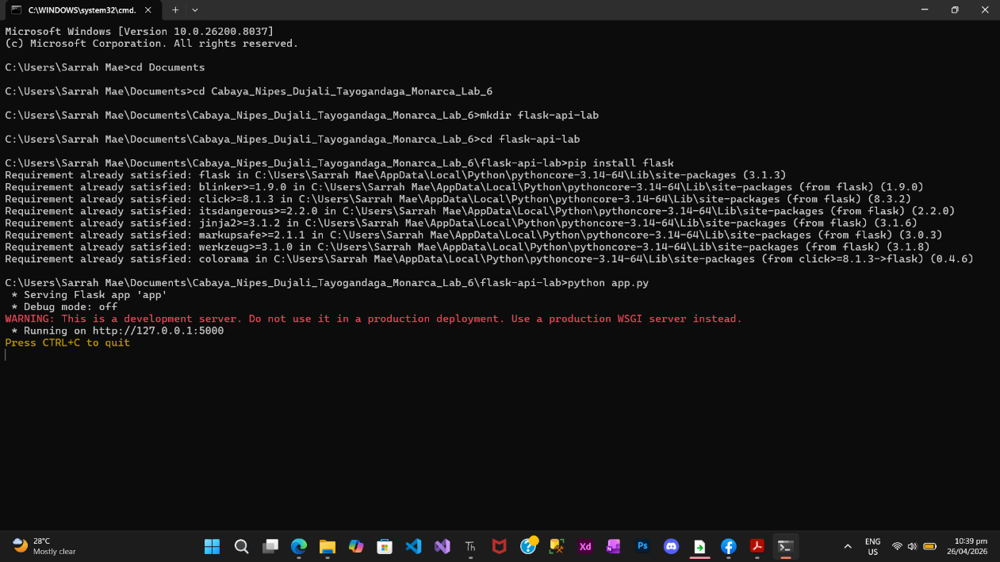 C:\WINDOWS\system32\cmd.
Microsoft Windows [Version 10.0.26200.8037]
(c) Microsoft Corporation. All rights reserved.
C:\Users\Sarrah Mae>cd Documents
C:\Users\Sarrah Mae\Documents>cd Cabaya_Nipes_Dujali_Tayogandaga_Monarca_Lab_6
C:\Users\Sarrah Mae\Documents\Cabaya_Nipes_Dujali_Tayogandaga_Monarca_Lab_6>mkdir flask-api-lab
C:\Users\Sarrah Mae\Documents\Cabaya_Nipes_Dujali_Tayogandaga_Monarca_Lab_6>cd flask-api-lab
C:\Users\Sarrah Mae\Documents\Cabaya_Nipes_Dujali_Tayogandaga_Monarca_Lab_6\flask-api-lab>pip install flask
Requirement already satisfied: flask in C:\Users\Sarrah Mae\AppData\Local\Python\pythoncore-3.14-64\Lib\site-packages (3.1.3)
Requirement already satisfied: blinker>=1.9.0 in C:\Users\Sarrah Mae\AppData\Local\Python\pythoncore-3.14-64\Lib\site-packages (from flask) (1.9.0)
Requirement already satisfied: click>=8.1.3 in C:\Users\Sarrah Mae\AppData\Local\Python\pythoncore-3.14-64\Lib\site-packages (from flask) (8.3.2)
Requirement already satisfied: itsdangerous>=2.2.0 in C:\Users\Sarrah Mae\AppData\Local\Python\pythoncore-3.14-64\Lib\site-packages (from flask) (2.2.0)
Requirement already satisfied: jinja2>=3.1.2 in C:\Users\Sarrah Mae\AppData\Local\Python\pythoncore-3.14-64\Lib\site-packages (from flask) (3.1.6)
Requirement already satisfied: markupsafe>=2.1.1 in C:\Users\Sarrah Mae\AppData\Local\Python\pythoncore-3.14-64\Lib\site-packages (from flask) (3.0.3)
Requirement already satisfied: werkzeug>=3.1.0 in C:\Users\Sarrah Mae\AppData\Local\Python\pythoncore-3.14-64\Lib\site-packages (from flask) (3.1.8)
Requirement already satisfied: colorama in C:\Users\Sarrah Mae\AppData\Local\Python\pythoncore-3.14-64\Lib\site-packages (from click>=8.1.3->flask) (0.4.6)
C:\Users\Sarrah Mae\Documents\Cabaya_Nipes_Dujali_Tayogandaga_Monarca_Lab_6\flask-api-lab>python app.py
* Serving Flask app 'app'
* Debug mode: off
WARNING: This is a development server. Do not use it in a production deployment. Use a production WSGI server instead.
* Running on http://127.0.0.1:5000
Press CTRL+C to quit
28°C
Mostly clear
Th
Xd
N
Ps
ENG
US
10:39 pm
26/04/2026